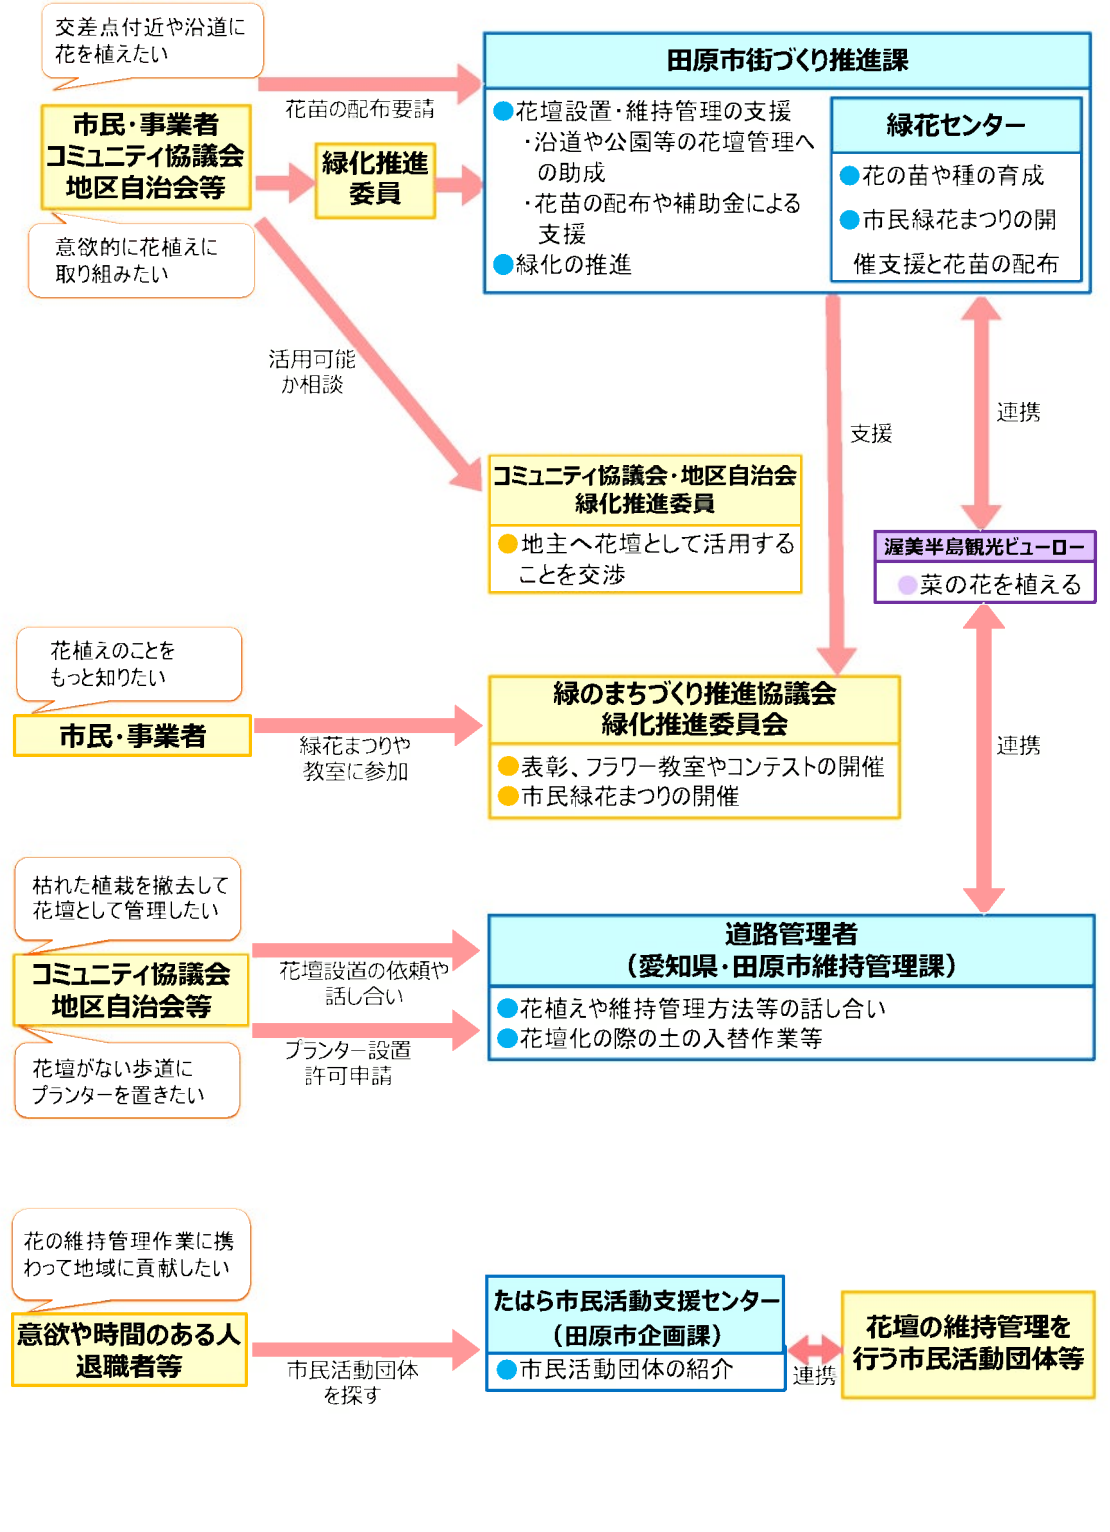 交差点付近や沿道に
花を植えたい
市民・事業者
コミュニティ協議会
地区自治会等
意欲的に花植えに
取り組みたい
花苗の配布要請
緑化推進
委員
田原市街づくり推進課
●花壇設置・維持管理の支援
・沿道や公園等の花壇管理へ
の助成
・花苗の配布や補助金による
支援
●緑化の推進
緑花センター
●花の苗や種の育成
●市民緑花まつりの開
催支援と花苗の配布
活用可能
か相談
支援
連携
コミュニティ協議会・地区自治会
緑化推進委員
●地主へ花壇として活用する
ことを交渉
渥美半島観光ビューロー
●菜の花を植える
花植えのことを
もっと知りたい
市民・事業者
緑花まつりや
教室に参加
緑のまちづくり推進協議会
緑化推進委員会
●表彰、フラワー教室やコンテストの開催
●市民緑花まつりの開催
連携
枯れた植栽を撤去して
花壇として管理したい
コミュニティ協議会
地区自治会等
花壇がない歩道に
プランターを置きたい
花壇設置の依頼や
話し合い
プランター設置
許可申請
道路管理者
（愛知県・田原市維持管理課）
●花植えや維持管理方法等の話し合い
●花壇化の際の土の入替作業等
花の維持管理作業に携
わって地域に貢献したい
意欲や時間のある人
退職者等
市民活動団体
を探す
たはら市民活動支援センター
（田原市企画課）
●市民活動団体の紹介
連携
花壇の維持管理を
行う市民活動団体等